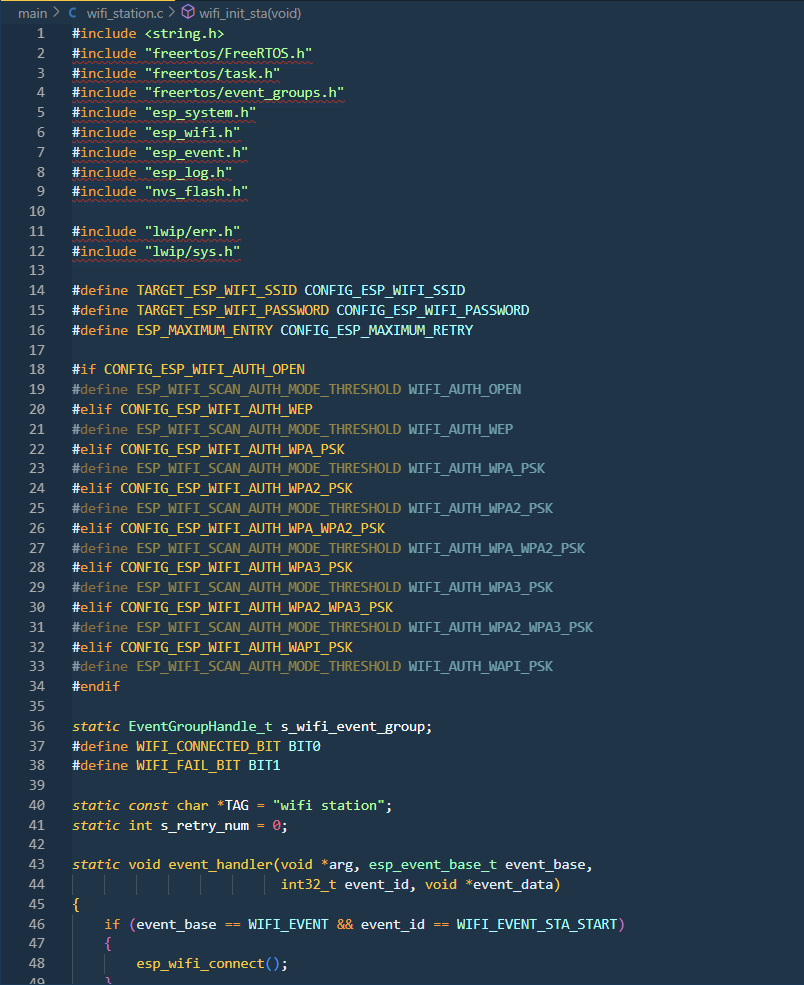 main > C wifi_station.c > wifi_init_sta(void)
1 #include <string.h>
2 #include "freertos/FreeRTOS.h"
3 #include "freertos/task.h"
4 #include "freertos/event_groups.h"
5 #include "esp_system.h"
6 #include "esp_wifi.h"
7 #include "esp_event.h"
8 #include "esp_log.h"
9 #include "nvs_flash.h"
10
11 #include "lwip/err.h"
12 #include "lwip/sys.h"
13
14 #define TARGET_ESP_WIFI_SSID CONFIG_ESP_WIFI_SSID
15 #define TARGET_ESP_WIFI_PASSWORD CONFIG_ESP_WIFI_PASSWORD
16 #define ESP_MAXIMUM_ENTRY CONFIG_ESP_MAXIMUM_RETRY
17
18 #if CONFIG_ESP_WIFI_AUTH_OPEN
19 #define ESP_WIFI_SCAN_AUTH_MODE_THRESHOLD WIFI_AUTH_OPEN
20 #elif CONFIG_ESP_WIFI_AUTH_WEP
21 #define ESP_WIFI_SCAN_AUTH_MODE_THRESHOLD WIFI_AUTH_WEP
22 #elif CONFIG_ESP_WIFI_AUTH_WPA_PSK
23 #define ESP_WIFI_SCAN_AUTH_MODE_THRESHOLD WIFI_AUTH_WPA_PSK
24 #elif CONFIG_ESP_WIFI_AUTH_WPA2_PSK
25 #define ESP_WIFI_SCAN_AUTH_MODE_THRESHOLD WIFI_AUTH_WPA2_PSK
26 #elif CONFIG_ESP_WIFI_AUTH_WPA_WPA2_PSK
27 #define ESP_WIFI_SCAN_AUTH_MODE_THRESHOLD WIFI_AUTH_WPA_WPA2_PSK
28 #elif CONFIG_ESP_WIFI_AUTH_WPA3_PSK
29 #define ESP_WIFI_SCAN_AUTH_MODE_THRESHOLD WIFI_AUTH_WPA3_PSK
30 #elif CONFIG_ESP_WIFI_AUTH_WPA2_WPA3_PSK
31 #define ESP_WIFI_SCAN_AUTH_MODE_THRESHOLD WIFI_AUTH_WPA2_WPA3_PSK
32 #elif CONFIG_ESP_WIFI_AUTH_WAPI_PSK
33 #define ESP_WIFI_SCAN_AUTH_MODE_THRESHOLD WIFI_AUTH_WAPI_PSK
34 #endif
35
36 static EventGroupHandle_t s_wifi_event_group;
37 #define WIFI_CONNECTED_BIT BIT0
38 #define WIFI_FAIL_BIT BIT1
39
40 static const char *TAG = "wifi station";
41 static int s_retry_num = 0;
42
43 static void event_handler(void *arg, esp_event_base_t event_base,
44 int32_t event_id, void *event_data)
45 {
46 if (event_base == WIFI_EVENT && event_id == WIFI_EVENT_STA_START)
47 {
48 esp_wifi_connect();
49 }